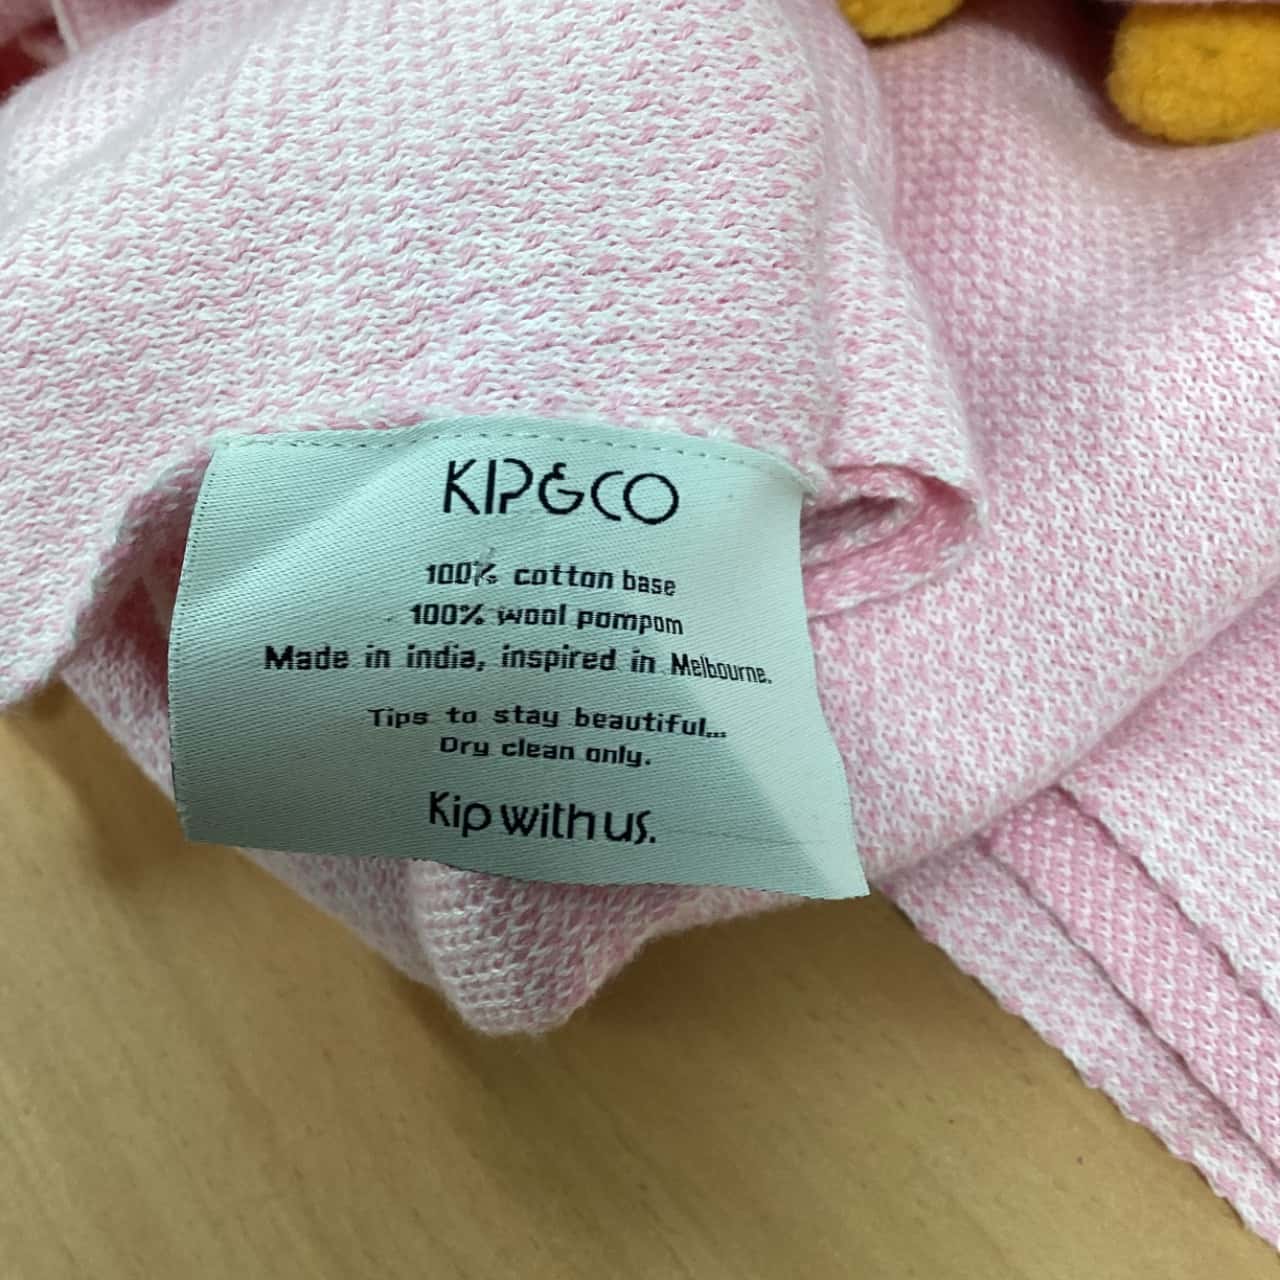 KIP&CO
100% cotton base
100% wool pompom
Made in india, inspired in Melbourne.
Tips to stay beautiful...
Dry clean only.
Kip with us.